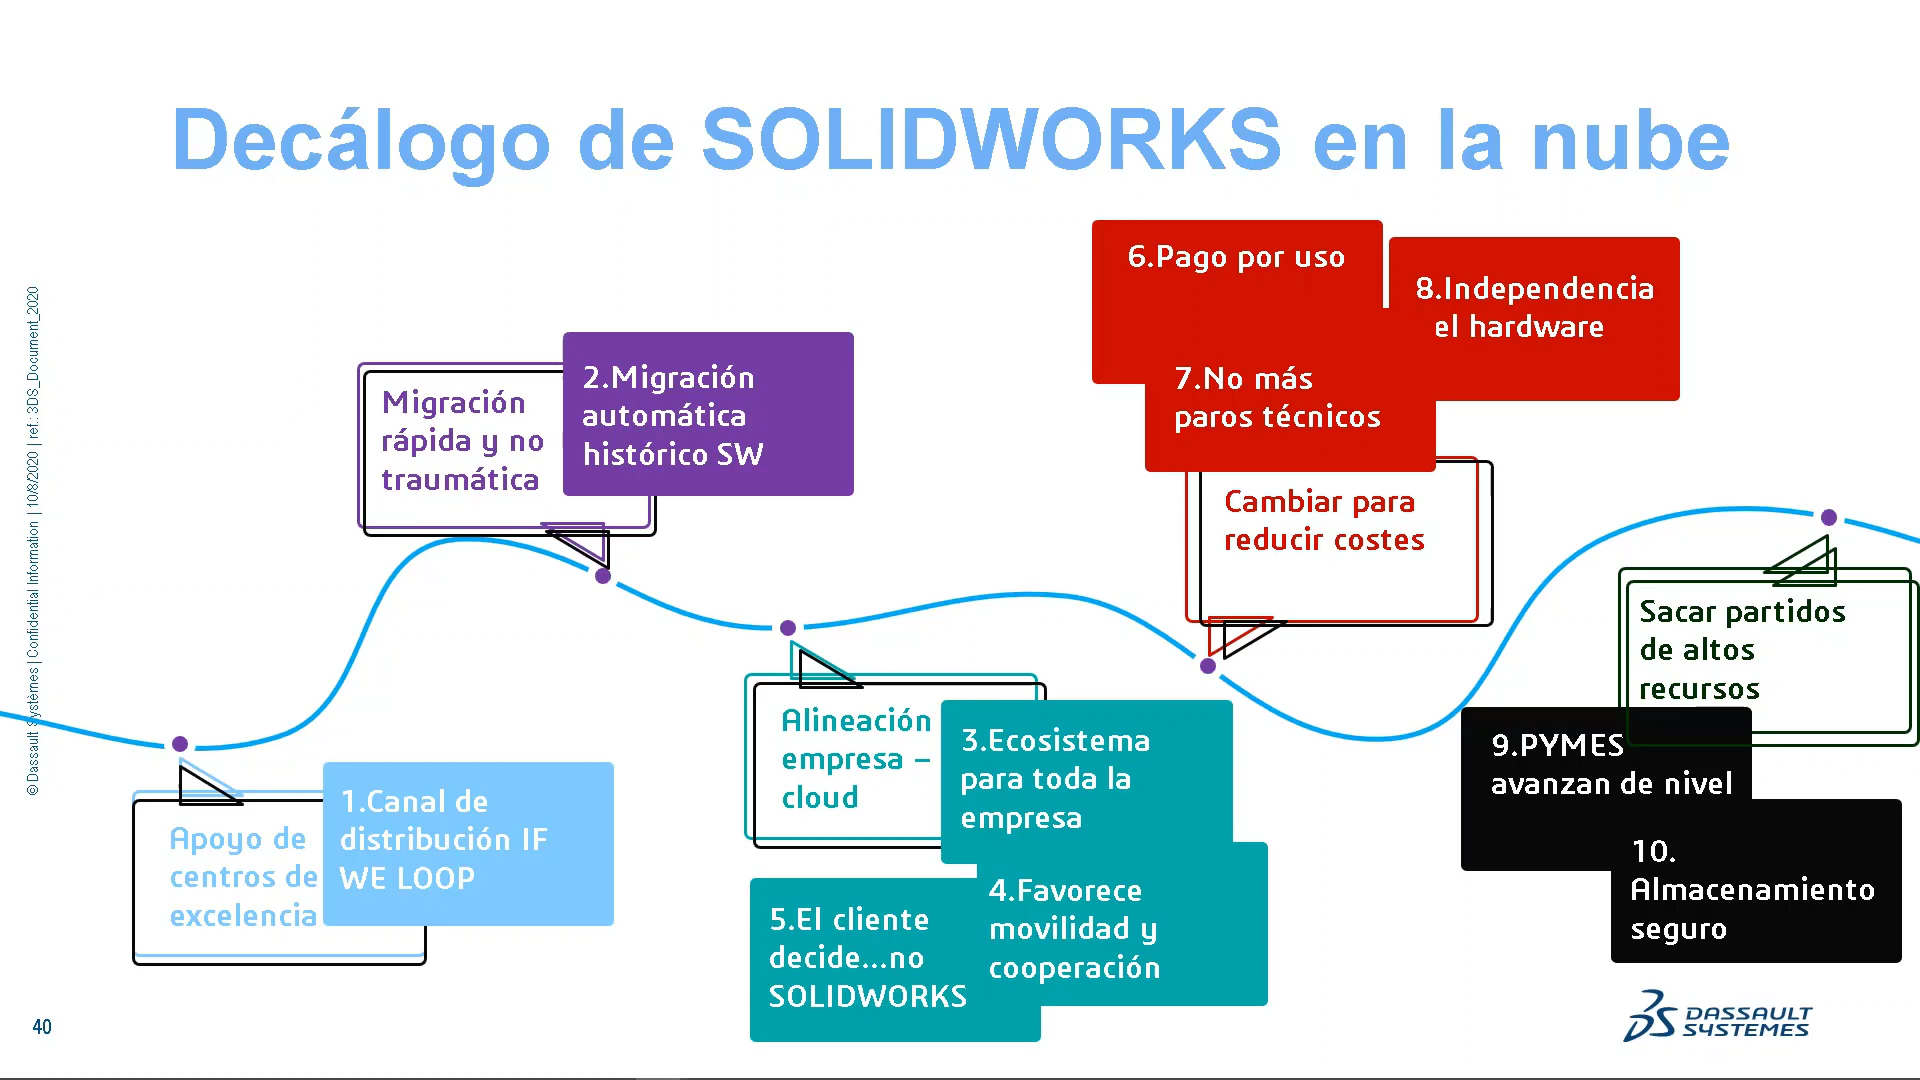 Decálogo de SOLIDWORKS en la nube
© Dassault Systèmes | Confidential Information | 10/8/2020 | ref.: 3DS_Document_2020
Apoyo de
centros de
excelencia
1.Canal de
distribución IF
WE LOOP
Migración
rápida y no
traumática
2.Migración
automática
histórico SW
Alineación
empresa –
cloud
3.Ecosistema
para toda la
empresa
4.Favorece
movilidad y
cooperación
5.El cliente
decide...no
SOLIDWORKS
6.Pago por uso
7.No más
paros técnicos
8.Independencia
el hardware
Cambiar para
reducir costes
Sacar partidos
de altos
recursos
9.PYMES
avanzan de nivel
10.
Almacenamiento
seguro
40
DASSAULT
SYSTEMES